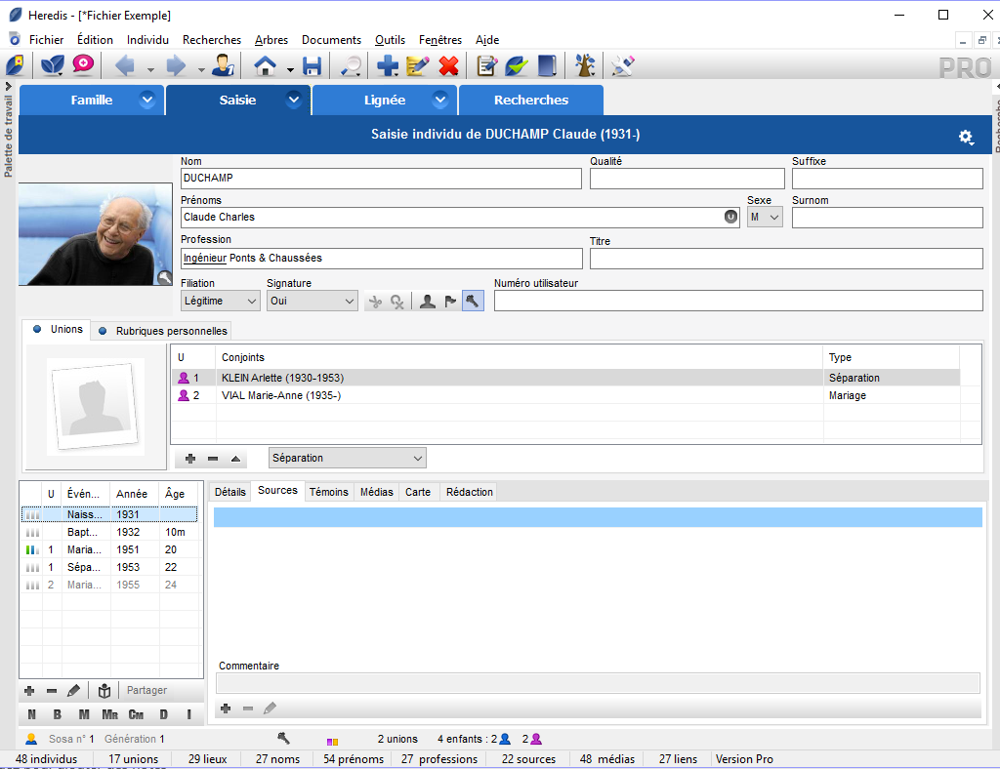 Heredis - [*Fichier Exemple]
Fichier Édition Individu Recherches Arbres Documents Outils Fenêtres Aide
PRO
Palette de travail
Recherche
Famille Saisie Lignée Recherches
Saisie individu de DUCHAMP Claude (1931-)
Nom Qualité Suffixe
DUCHAMP
Prénoms Sexe Surnom
Claude Charles M
Profession Titre
Ingénieur Ponts & Chaussées
Filiation Signature Numéro utilisateur
Légitime Oui
Unions Rubriques personnelles
U Conjoints Type
1 KLEIN Arlette (1930-1953) Séparation
2 VIAL Marie-Anne (1935-) Mariage
Séparation
U Évén... Année Âge
Naiss... 1931
Bapt... 1932 10m
1 Maria... 1951 20
1 Sépa... 1953 22
2 Maria... 1955 24
Partager
N B M MR CM D I
Détails Sources Témoins Médias Carte Rédaction
Commentaire
Sosa n° 1 Génération 1 2 unions 4 enfants : 2 2
48 individus 17 unions 29 lieux 27 noms 54 prénoms 27 professions 22 sources 48 médias 27 liens Version Pro